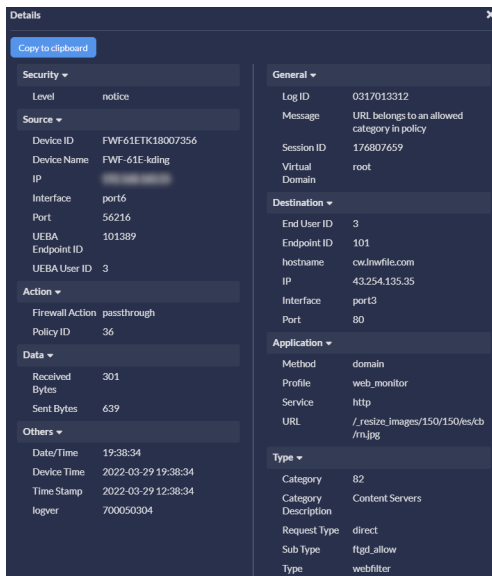 Details
Copy to clipboard
Security
Level notice
Source
Device ID FWF61ETK18007356
Device Name FWF-61E-kding
IP
Interface port6
Port 56216
UEBA
Endpoint ID 101389
UEBA User ID 3
Action
Firewall Action passthrough
Policy ID 36
Data
Received
Bytes 301
Sent Bytes 639
Others
Date/Time 19:38:34
Device Time 2022-03-29 19:38:34
Time Stamp 2022-03-29 12:38:34
logver 700050304
General
Log ID 0317013312
Message URL belongs to an allowed
category in policy
Session ID 176807659
Virtual
Domain root
Destination
End User ID 3
Endpoint ID 101
hostname cw.lnwfile.com
IP 43.254.135.35
Interface port3
Port 80
Application
Method domain
Profile web_monitor
Service http
URL /_resize_images/150/150/es/cb
/rn.jpg
Type
Category 82
Category
Description Content Servers
Request Type direct
Sub Type ftgd_allow
Type webfilter